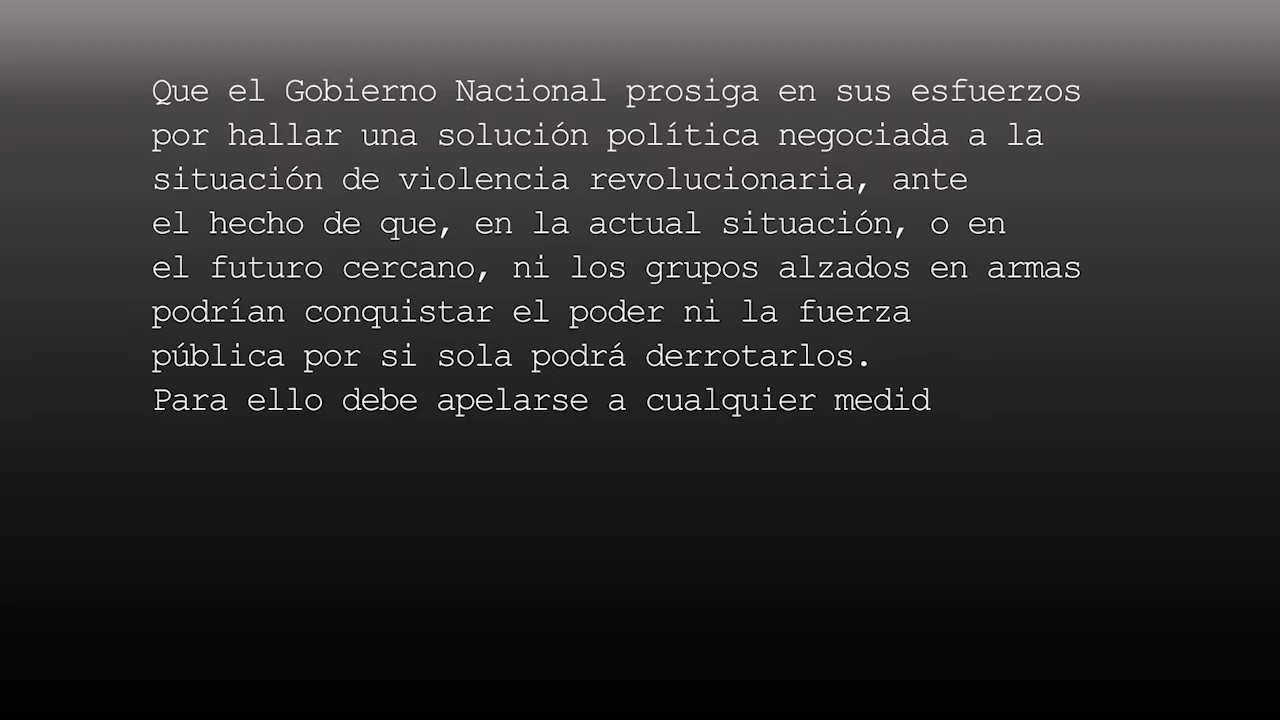 Que el Gobierno Nacional prosiga en sus esfuerzos
por hallar una solución política negociada a la
situación de violencia revolucionaria, ante
el hecho de que, en la actual situación, o en
el futuro cercano, ni los grupos alzados en armas
podrían conquistar el poder ni la fuerza
pública por si sola podrá derrotarlos.
Para ello debe apelarse a cualquier medid